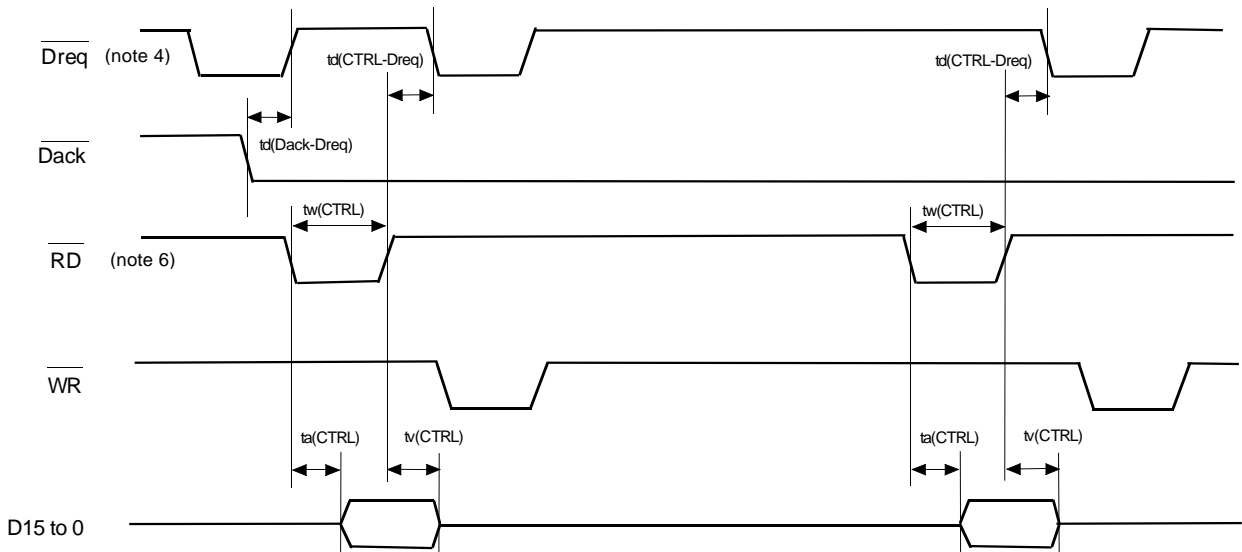 Dreq (note 4)
td(CTRL-Dreq)
td(CTRL-Dreq)
td(Dack-Dreq)
Dack
tw(CTRL)
tw(CTRL)
RD (note 6)
WR
ta(CTRL)
tv(CTRL)
ta(CTRL)
tv(CTRL)
D15 to 0